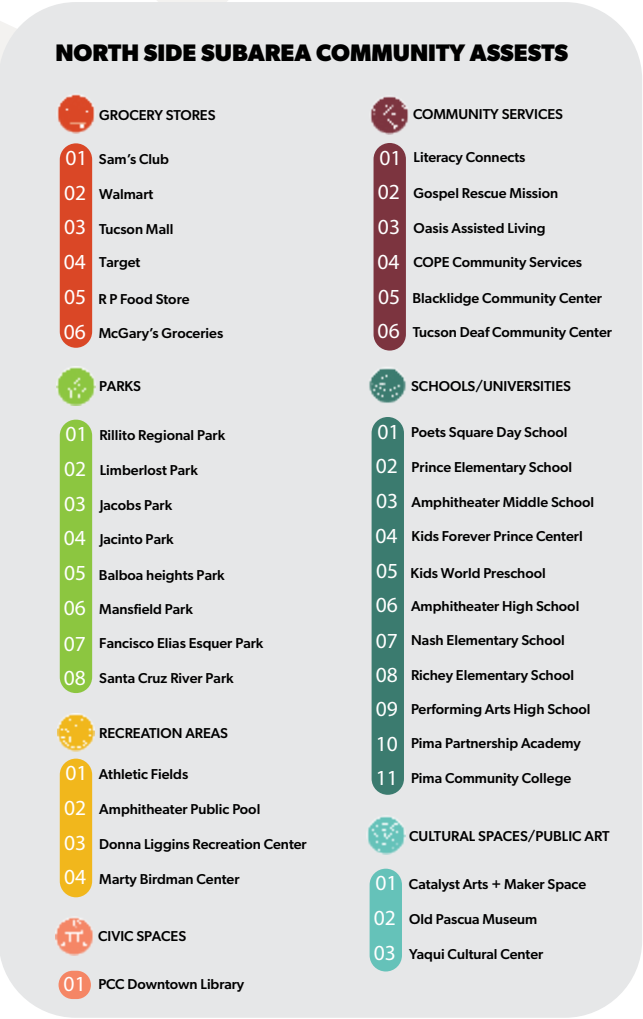 NORTH SIDE SUBAREA COMMUNITY ASSESTS
GROCERY STORES
01 Sam's Club
02 Walmart
03 Tucson Mall
04 Target
05 R P Food Store
06 McGary's Groceries
PARKS
01 Rillito Regional Park
02 Limberlost Park
03 Jacobs Park
04 Jacinto Park
05 Balboa heights Park
06 Mansfield Park
07 Fancisco Elias Esquer Park
08 Santa Cruz River Park
RECREATION AREAS
01 Athletic Fields
02 Amphitheater Public Pool
03 Donna Liggins Recreation Center
04 Marty Birdman Center
CIVIC SPACES
01 PCC Downtown Library
COMMUNITY SERVICES
01 Literacy Connects
02 Gospel Rescue Mission
03 Oasis Assisted Living
04 COPE Community Services
05 Blacklidge Community Center
06 Tucson Deaf Community Center
SCHOOLS/UNIVERSITIES
01 Poets Square Day School
02 Prince Elementary School
03 Amphitheater Middle School
04 Kids Forever Prince Centerl
05 Kids World Preschool
06 Amphitheater High School
07 Nash Elementary School
08 Richey Elementary School
09 Performing Arts High School
10 Pima Partnership Academy
11 Pima Community College
CULTURAL SPACES/PUBLIC ART
01 Catalyst Arts + Maker Space
02 Old Pascua Museum
03 Yaqui Cultural Center